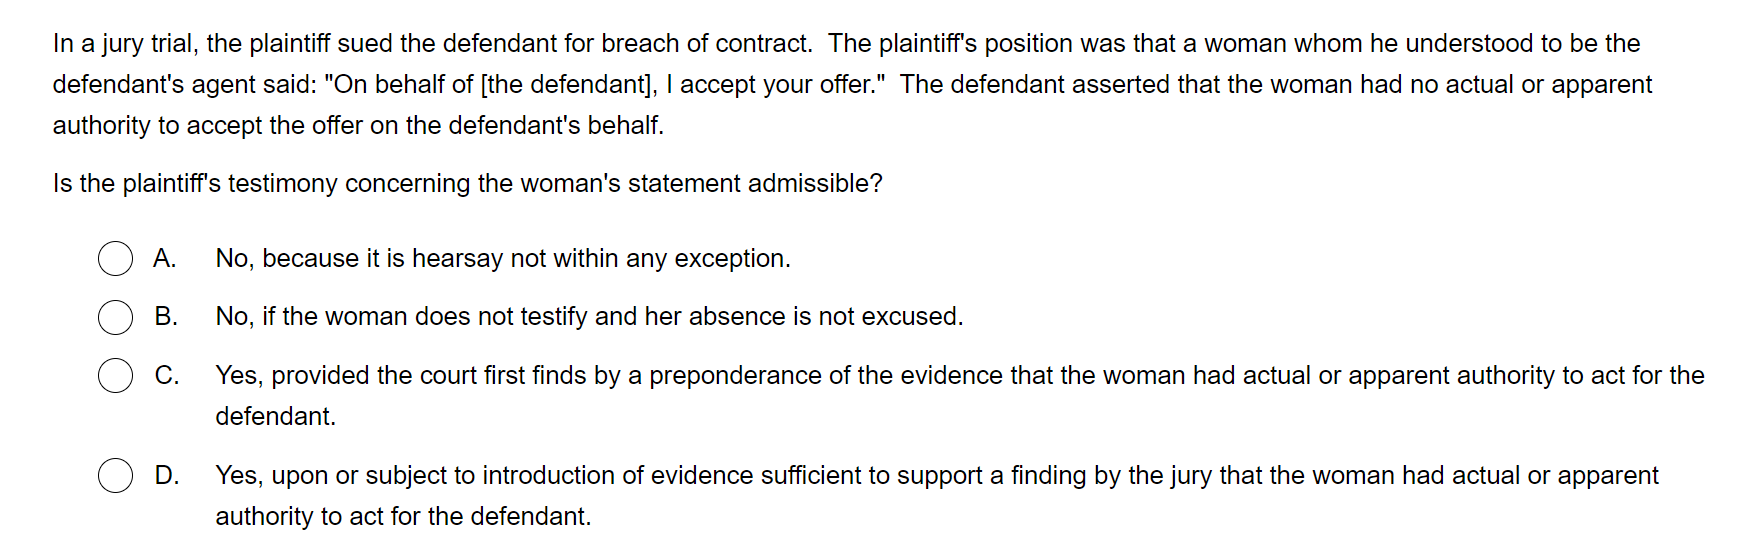 In a jury trial, the plaintiff sued the defendant for breach of contract.  The plaintiff's position was that a woman whom he understood to be the
defendant's agent said: "On behalf of [the defendant], I accept your offer."  The defendant asserted that the woman had no actual or apparent
authority to accept the offer on the defendant's behalf.
Is the plaintiff's testimony concerning the woman's statement admissible?
A. No, because it is hearsay not within any exception.
B. No, if the woman does not testify and her absence is not excused.
C. Yes, provided the court first finds by a preponderance of the evidence that the woman had actual or apparent authority to act for the
defendant.
D. Yes, upon or subject to introduction of evidence sufficient to support a finding by the jury that the woman had actual or apparent
authority to act for the defendant.